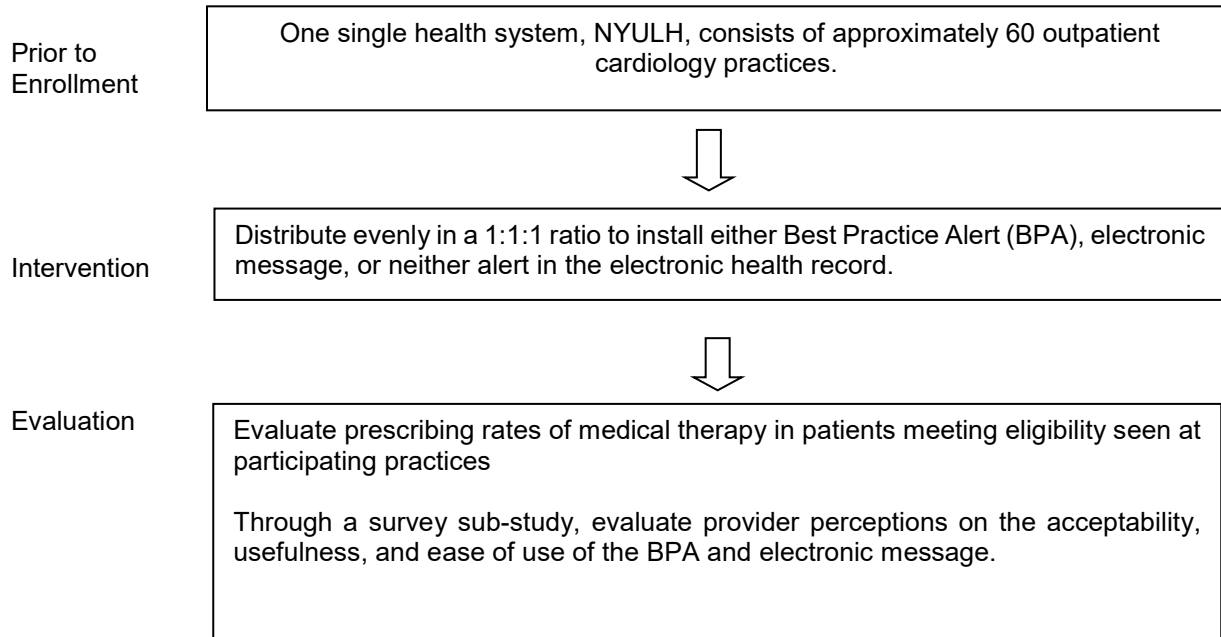 Prior to
Enrollment
One single health system, NYULH, consists of approximately 60 outpatient
cardiology practices.
Intervention
Distribute evenly in a 1:1:1 ratio to install either Best Practice Alert (BPA), electronic
message, or neither alert in the electronic health record.
Evaluation
Evaluate prescribing rates of medical therapy in patients meeting eligibility seen at
participating practices
Through a survey sub-study, evaluate provider perceptions on the acceptability,
usefulness, and ease of use of the BPA and electronic message.